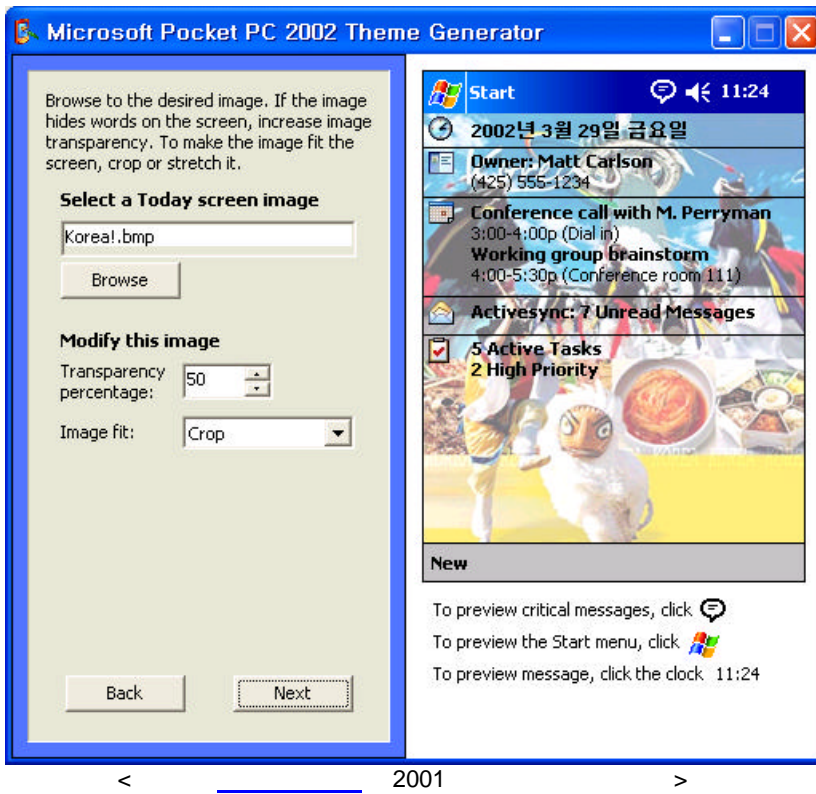 Microsoft Pocket PC 2002 Theme Generator
Browse to the desired image. If the image
hides words on the screen, increase image
transparency. To make the image fit the
screen, crop or stretch it.
Select a Today screen image
Korea!.bmp
Browse
Modify this image
Transparency
percentage:
50
Image fit:
Crop
Back
Next
Start
11:24
2002년 3월 29일 금요일
Owner: Matt Carlson
(425) 555-1234
Conference call with M. Perryman
3:00-4:00p (Dial in)
Working group brainstorm
4:00-5:30p (Conference room 111)
Activesync: 7 Unread Messages
5 Active Tasks
2 High Priority
New
To preview critical messages, click
To preview the Start menu, click
To preview message, click the clock 11:24
< 2001 >